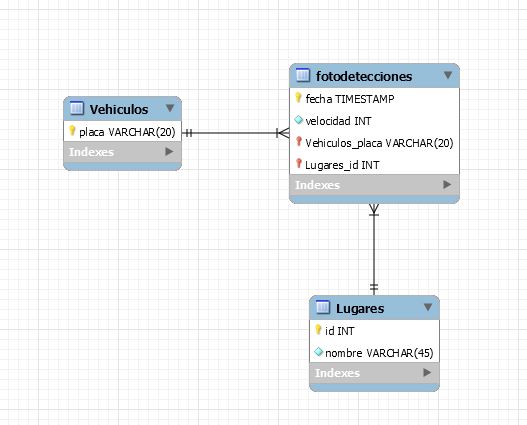 Vehiculos
placa VARCHAR(20)
Indexes
fotodetecciones
fecha TIMESTAMP
velocidad INT
Vehiculos_placa VARCHAR(20)
Lugares_id INT
Indexes
Lugares
id INT
nombre VARCHAR(45)
Indexes